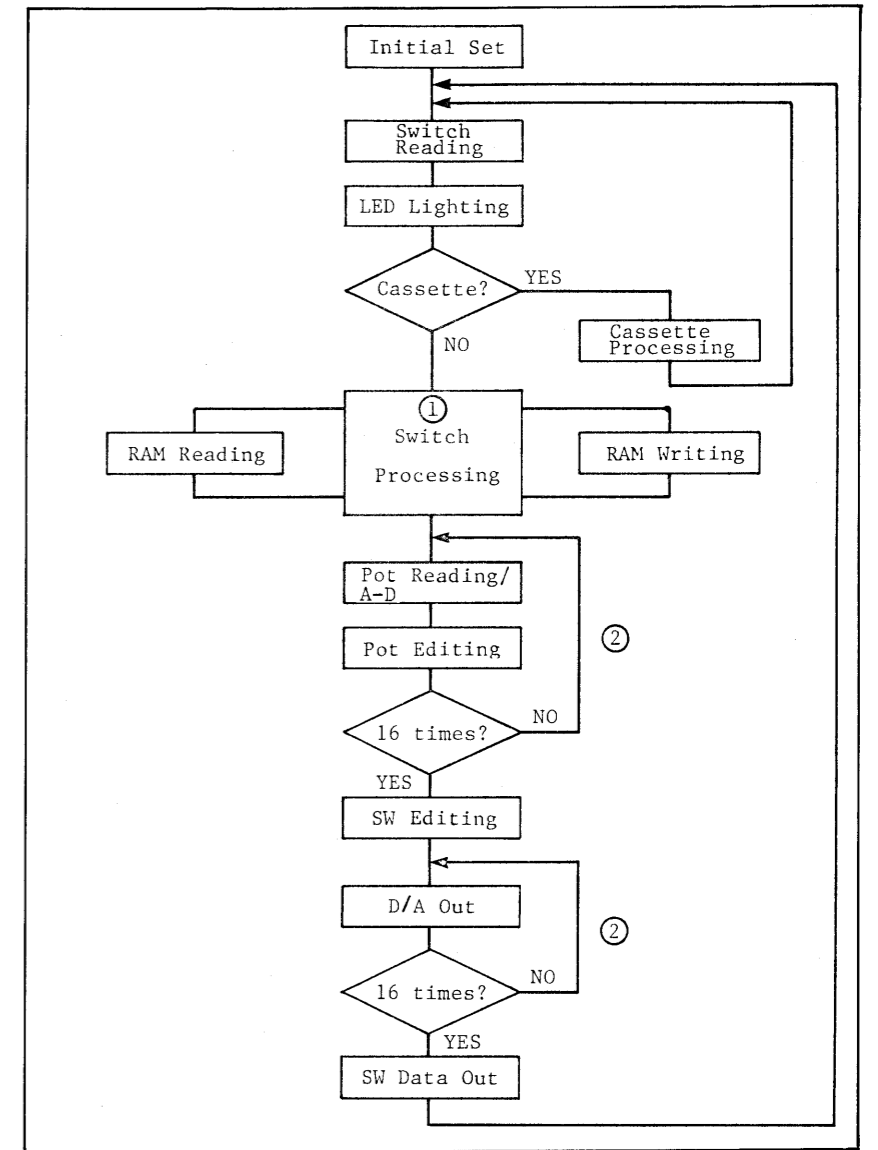 Initial Set
Switch
Reading
LED Lighting
Cassette?
YES
Cassette
Processing
NO
1
Switch
Processing
RAM Reading
RAM Writing
Pot Reading/
A-D
Pot Editing
2
16 times?
NO
YES
SW Editing
D/A Out
2
16 times?
NO
YES
SW Data Out